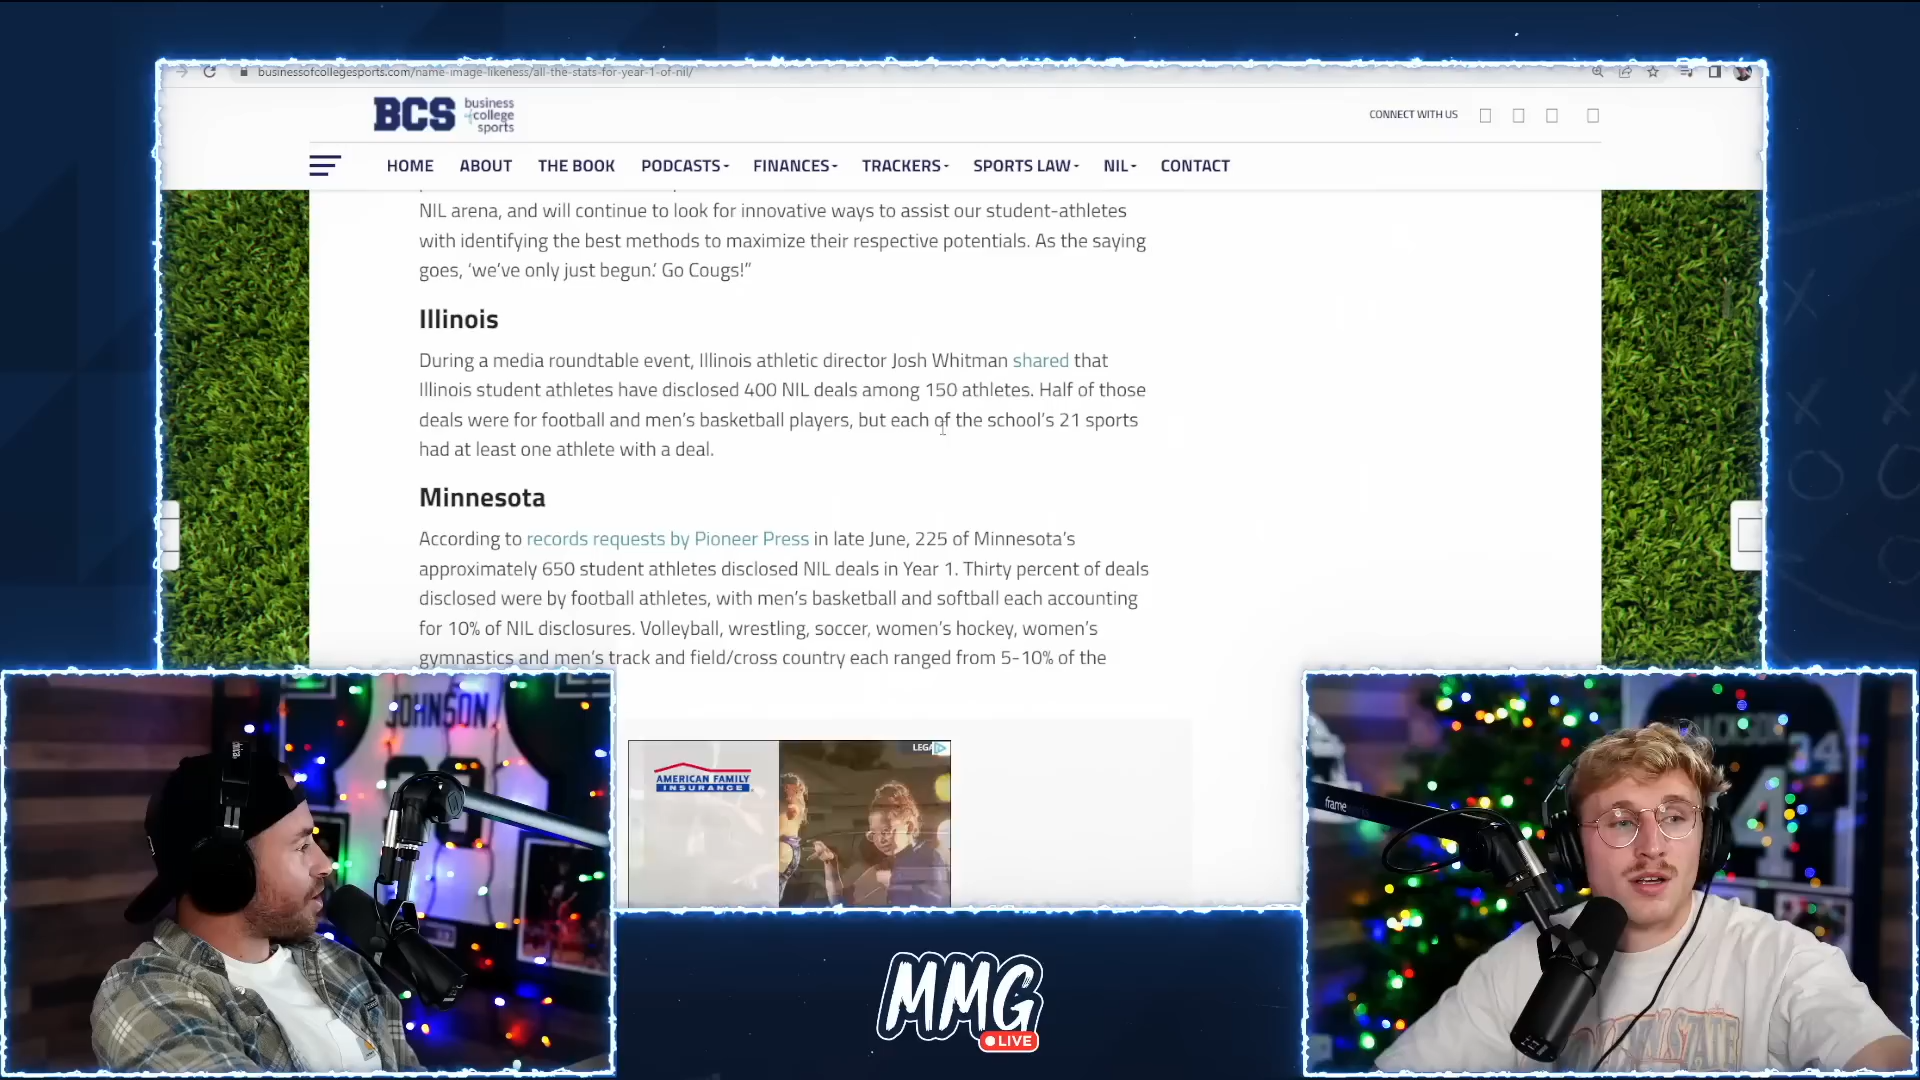 businessofcollegesports.com/name-image-likeness/all-the-stats-for-year-1-of-nil/
BCS business of college sports
CONNECT WITH US
HOME ABOUT THE BOOK PODCASTS FINANCES TRACKERS SPORTS LAW NIL CONTACT
NIL arena, and will continue to look for innovative ways to assist our student-athletes
with identifying the best methods to maximize their respective potentials. As the saying
goes, ‘we’ve only just begun.’ Go Cougs!”
Illinois
During a media roundtable event, Illinois athletic director Josh Whitman shared that
Illinois student athletes have disclosed 400 NIL deals among 150 athletes. Half of those
deals were for football and men’s basketball players, but each of the school’s 21 sports
had at least one athlete with a deal.
Minnesota
According to records requests by Pioneer Press in late June, 225 of Minnesota’s
approximately 650 student athletes disclosed NIL deals in Year 1. Thirty percent of deals
disclosed were by football athletes, with men’s basketball and softball each accounting
for 10% of NIL disclosures. Volleyball, wrestling, soccer, women’s hockey, women’s
gymnastics and men’s track and field/cross country each ranged from 5-10% of the
JOHNSON
AMERICAN FAMILY
INSURANCE
34
frame
MMG
LIVE